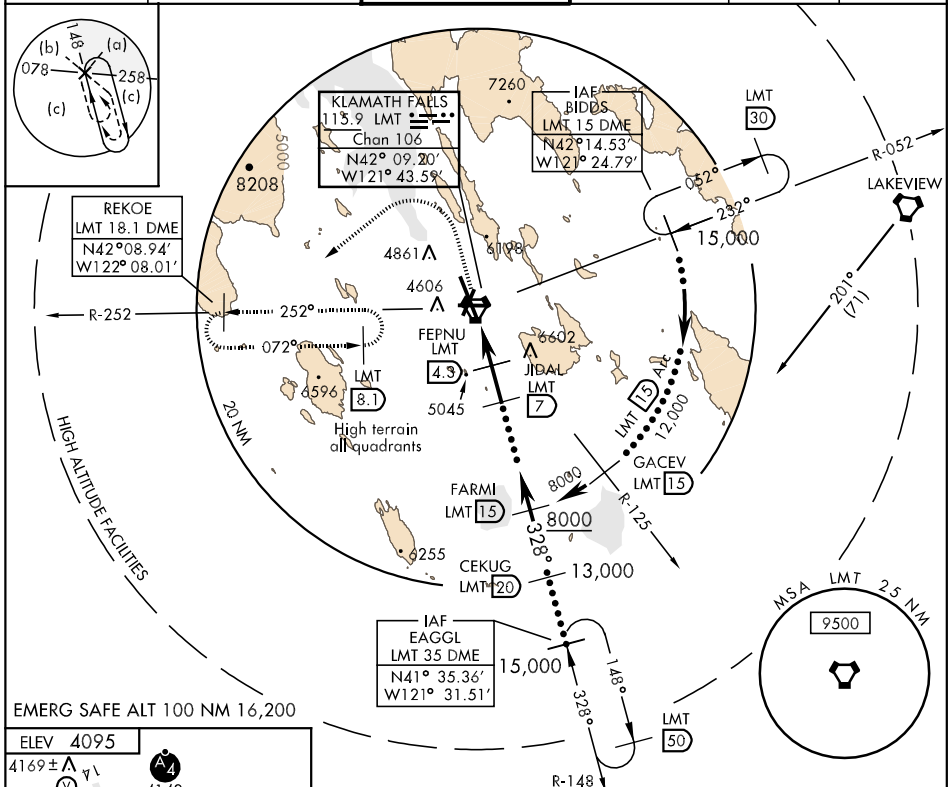 148
(b)
(a)
078
258
(c)
(c)
KLAMATH FALLS
115.9 LMT
Chan 106
N42° 09.20'
W121° 43.59'
7260
IAF
BIDDS
LMT 15 DME
N42° 14.53'
W121° 24.79'
LMT
30
R-052
052°
232°
LAKEVIEW
15,000
5000
8208
REKOE
LMT 18.1 DME
N42° 08.94'
W122° 08.01'
4861
6198
4606
201°
(71)
R-252
252°
072°
FEPNU
LMT
4.3
6602
JIDAL
LMT
7
5045
LMT
8.1
6596
High terrain
all quadrants
20 NM
LMT 15 Arc
12,000
HIGH ALTITUDE FACILITIES
GACEV
LMT 15
8000
R-125
FARMI
LMT 15
8000
328°
6255
CEKUG
LMT 20
13,000
MSA LMT 25 NM
9500
IAF
EAGGL
LMT 35 DME
N41° 35.36'
W121° 31.51'
15,000
148°
328°
LMT
50
R-148
EMERG SAFE ALT 100 NM 16,200
ELEV 4095
4169±
14
V
A4